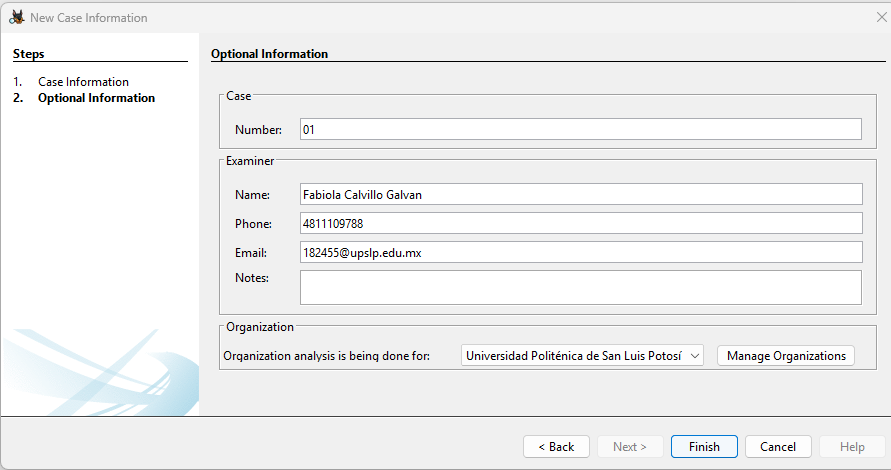 New Case Information
Steps
1. Case Information
2. Optional Information
Optional Information
Case
Number: 01
Examiner
Name: Fabiola Calvillo Galvan
Phone: 4811109788
Email: 182455@upslp.edu.mx
Notes:
Organization
Organization analysis is being done for: Universidad Politénica de San Luis Potosí Manage Organizations
< Back Next > Finish Cancel Help